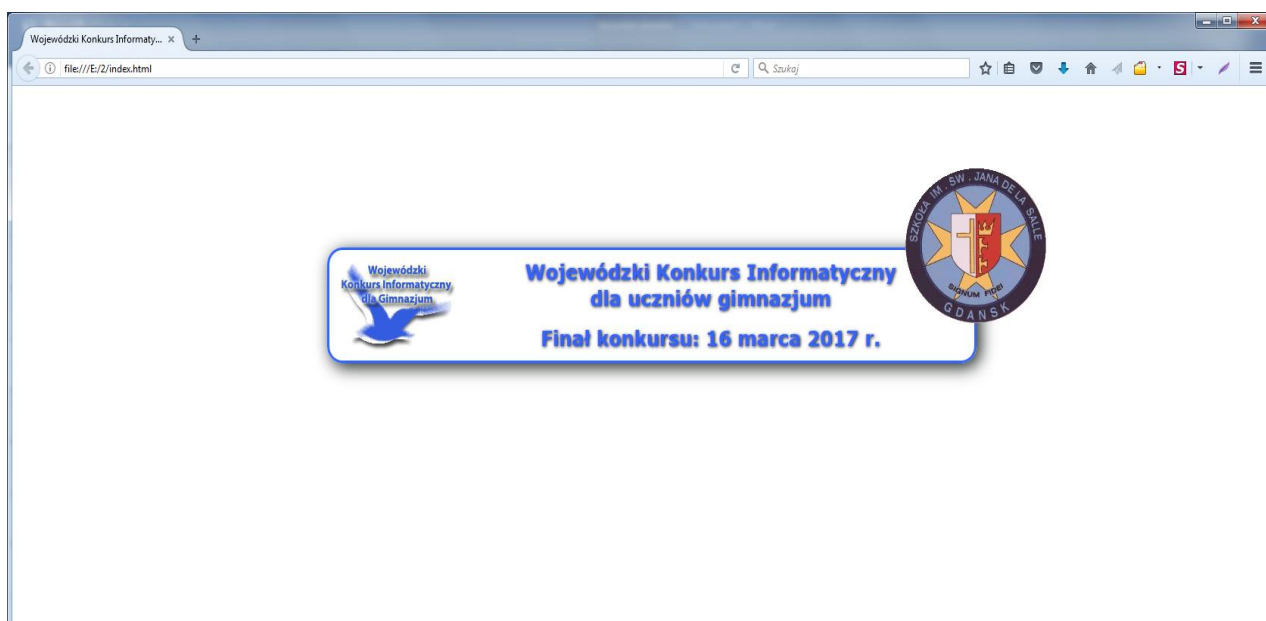 Wojewódzki Konkurs Informaty... × +
file:///E:/2/index.html
Szukaj
S
SZKOŁA IM. ŚW. JANA DE LA SALLE
SIGNUM FIDEI
GDAŃSK
Wojewódzki
Konkurs Informatyczny
dla Gimnazjum
Wojewódzki Konkurs Informatyczny
dla uczniów gimnazjum
Finał konkursu: 16 marca 2017 r.